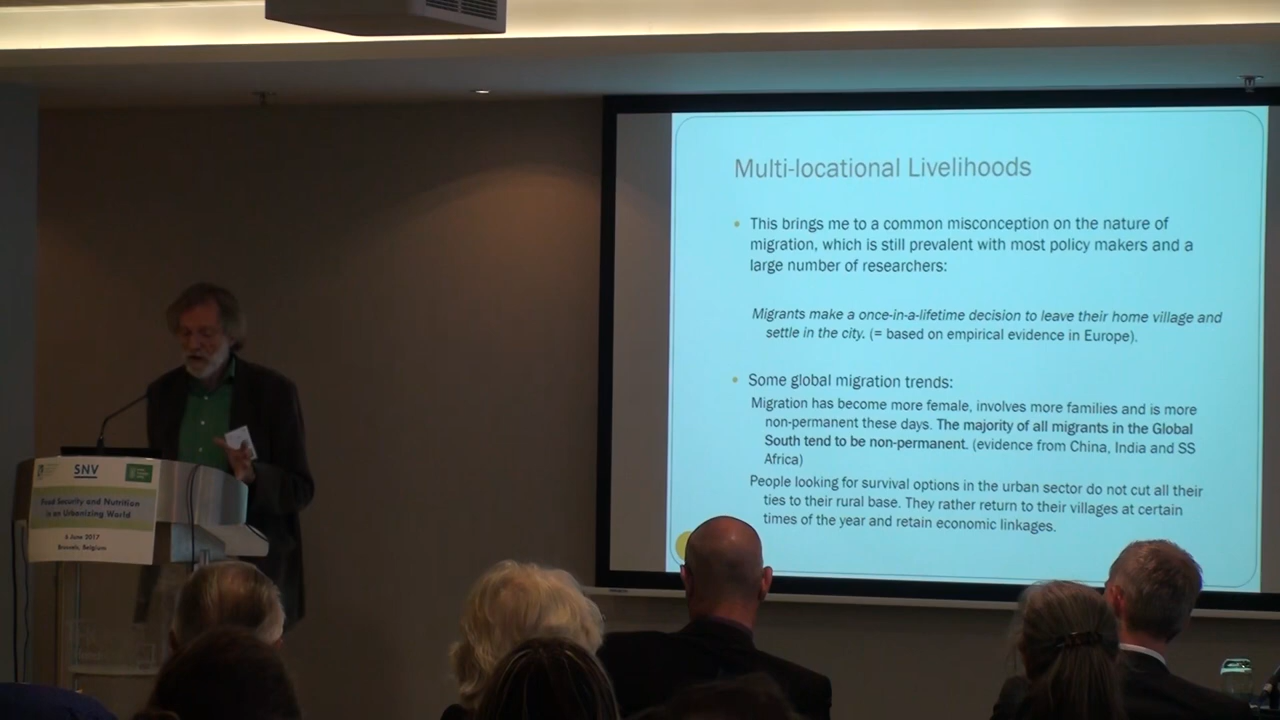 Multi-locational Livelihoods
This brings me to a common misconception on the nature of
migration, which is still prevalent with most policy makers and a
large number of researchers:
Migrants make a once-in-a-lifetime decision to leave their home village and
settle in the city. (= based on empirical evidence in Europe).
Some global migration trends:
Migration has become more female, involves more families and is more
non-permanent these days. The majority of all migrants in the Global
South tend to be non-permanent. (evidence from China, India and SS
Africa)
People looking for survival options in the urban sector do not cut all their
ties to their rural base. They rather return to their villages at certain
times of the year and retain economic linkages.
SNV
Food Security and Nutrition
in an Urbanizing World
6 June 2017
Brussels, Belgium